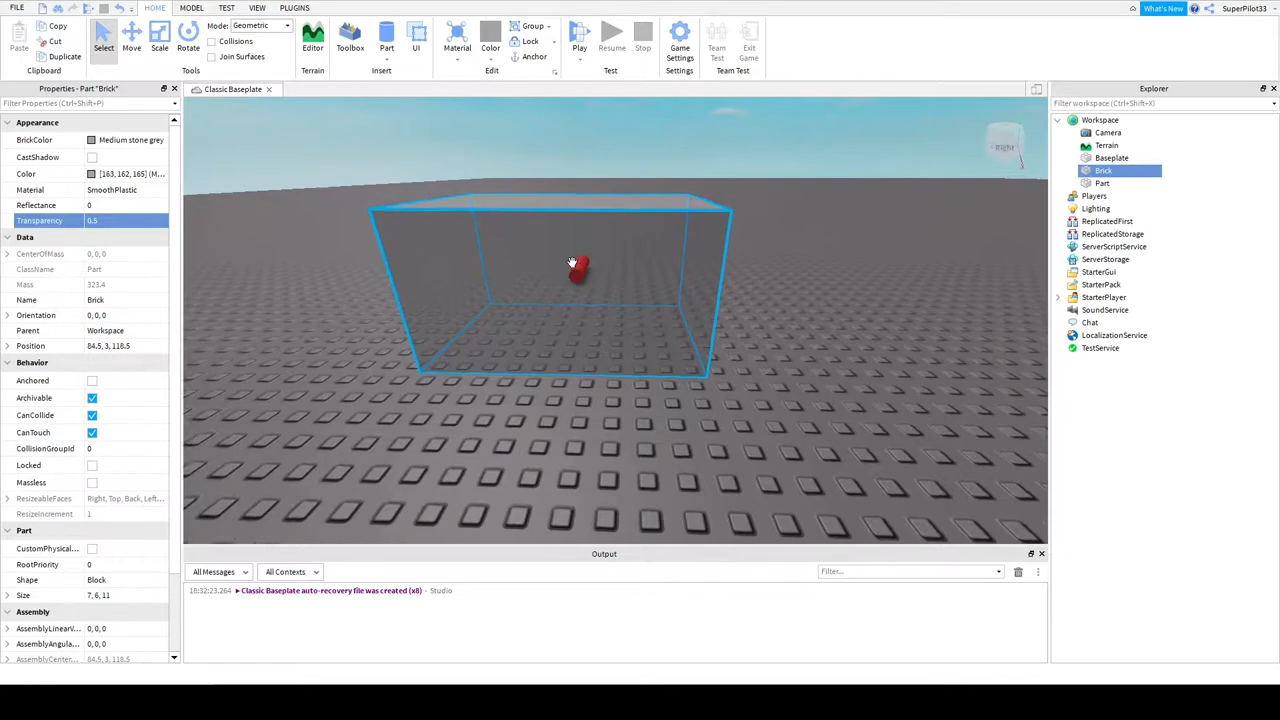 FILE HOME MODEL TEST VIEW PLUGINS What's New SuperPilot33
Paste Copy Cut Duplicate Clipboard
Select Move Scale Rotate Mode: Geometric Collisions Join Surfaces Tools
Editor Terrain
Toolbox Part UI Insert
Material Color Group Lock Anchor Edit
Play Resume Stop Test
Game Settings Settings
Team Test Exit Game Team Test
Properties - Part "Brick"
Filter Properties (Ctrl+Shift+P)
Appearance
BrickColor Medium stone grey
CastShadow
Color [163, 162, 165] (M...
Material SmoothPlastic
Reflectance 0
Transparency 0.5
Data
CenterOfMass 0, 0, 0
ClassName Part
Mass 323.4
Name Brick
Orientation 0, 0, 0
Parent Workspace
Position 84.5, 3, 118.5
Behavior
Anchored
Archivable
CanCollide
CanTouch
CollisionGroupId 0
Locked
Massless
ResizeableFaces Right, Top, Back, Left,...
ResizeIncrement 1
Part
CustomPhysical...
RootPriority 0
Shape Block
Size 7, 6, 11
Assembly
AssemblyLinearV... 0, 0, 0
AssemblyAngula... 0, 0, 0
AssemblyCenter... 84.5, 3, 118.5
Classic Baseplate
Right
Output
All Messages All Contexts Filter...
18:32:23.264 Classic Baseplate auto-recovery file was created (x8) - Studio
Explorer
Filter workspace (Ctrl+Shift+X)
Workspace
Camera
Terrain
Baseplate
Brick
Part
Players
Lighting
ReplicatedFirst
ReplicatedStorage
ServerScriptService
ServerStorage
StarterGui
StarterPack
StarterPlayer
SoundService
Chat
LocalizationService
TestService